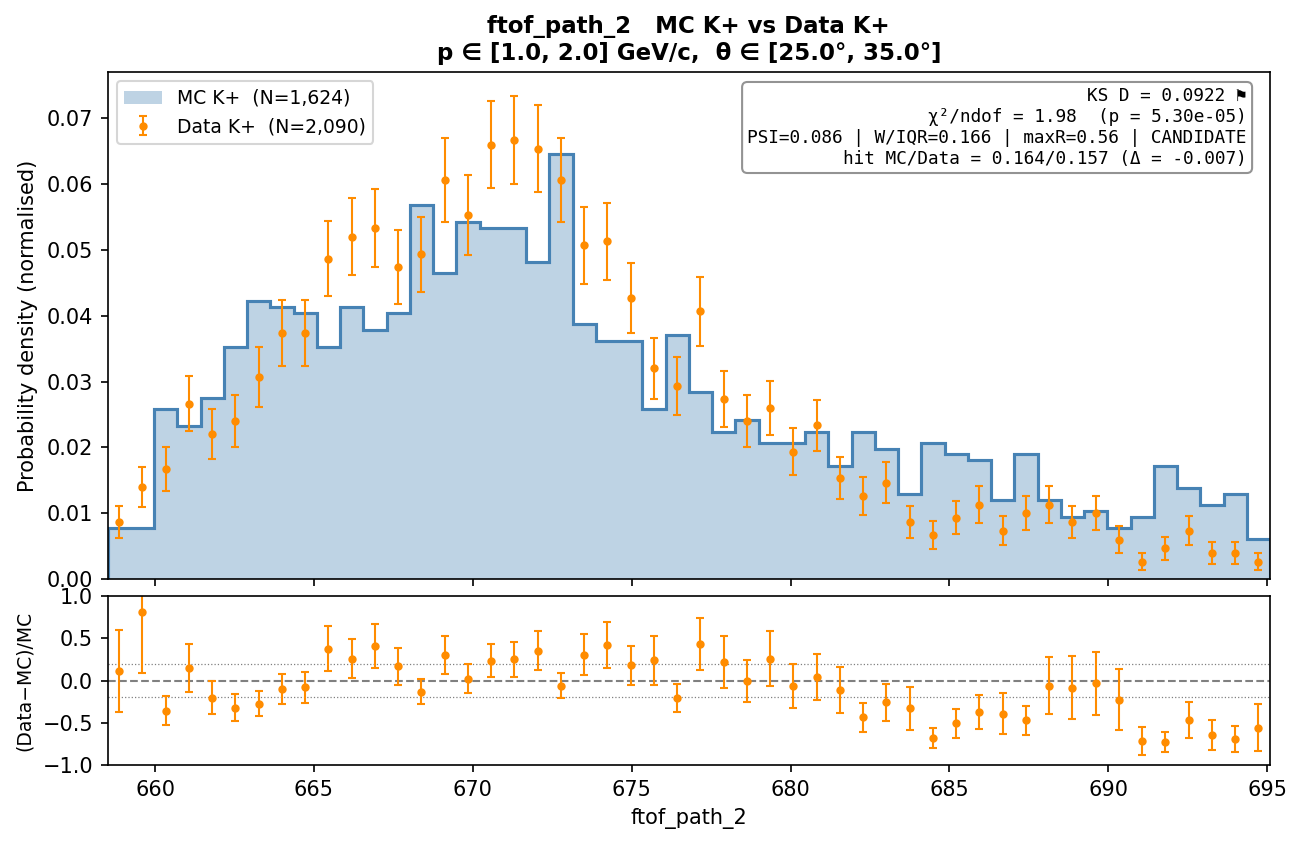 ftof_path_2   MC K+ vs Data K+
p ∈ [1.0, 2.0] GeV/c,  θ ∈ [25.0°, 35.0°]
MC K+  (N=1,624)
Data K+  (N=2,090)
KS D = 0.0922 ⚑
χ²/ndof = 1.98  (p = 5.30e-05)
PSI=0.086 | W/IQR=0.166 | maxR=0.56 | CANDIDATE
hit MC/Data = 0.164/0.157 (Δ = -0.007)
Probability density (normalised)
0.07
0.06
0.05
0.04
0.03
0.02
0.01
0.00
(Data−MC)/MC
1.0
0.5
0.0
−0.5
−1.0
660 665 670 675 680 685 690 695
ftof_path_2